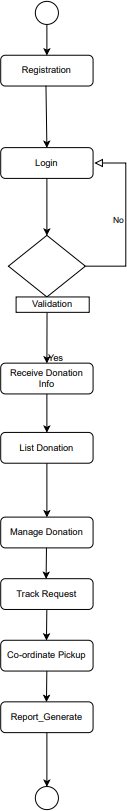 Registration
Login
No
Validation
Yes
Receive Donation
Info
List Donation
Manage Donation
Track Request
Co-ordinate Pickup
Report_Generate